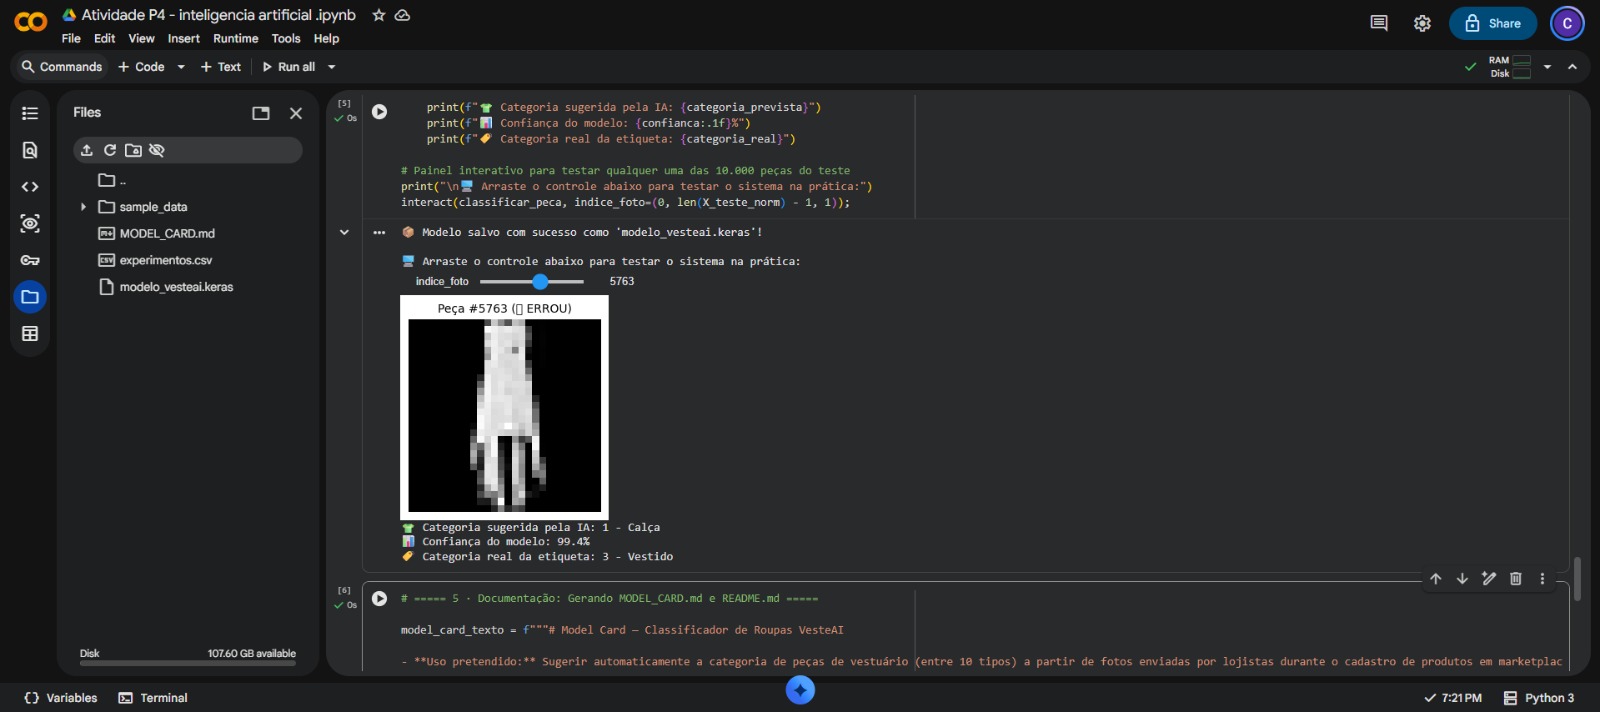 Atividade P4 - inteligencia artificial .ipynb
File Edit View Insert Runtime Tools Help
Share
C
Commands + Code + Text Run all
RAM
Disk
Files
..
sample_data
MODEL_CARD.md
experimentos.csv
modelo_vesteai.keras
Disk 107.60 GB available
[5]
0s
print(f"👕 Categoria sugerida pela IA: {categoria_prevista}")
print(f"📊 Confiança do modelo: {confianca:.1f}%")
print(f"🏷️ Categoria real da etiqueta: {categoria_real}")
# Painel interativo para testar qualquer uma das 10.000 peças do teste
print("\n🖥️ Arraste o controle abaixo para testar o sistema na prática:")
interact(classificar_peca, indice_foto=(0, len(X_teste_norm) - 1, 1));
📦 Modelo salvo com sucesso como 'modelo_vesteai.keras'!
🖥️ Arraste o controle abaixo para testar o sistema na prática:
indice_foto 5763
Peça #5763 (▯ ERROU)
👕 Categoria sugerida pela IA: 1 - Calça
📊 Confiança do modelo: 99.4%
🏷️ Categoria real da etiqueta: 3 - Vestido
[6]
0s
# ===== 5 · Documentação: Gerando MODEL_CARD.md e README.md =====
model_card_texto = f"""# Model Card — Classificador de Roupas VesteAI
- **Uso pretendido:** Sugerir automaticamente a categoria de peças de vestuário (entre 10 tipos) a partir de fotos enviadas por lojistas durante o cadastro de produtos em marketplac
Variables Terminal
7:21 PM Python 3